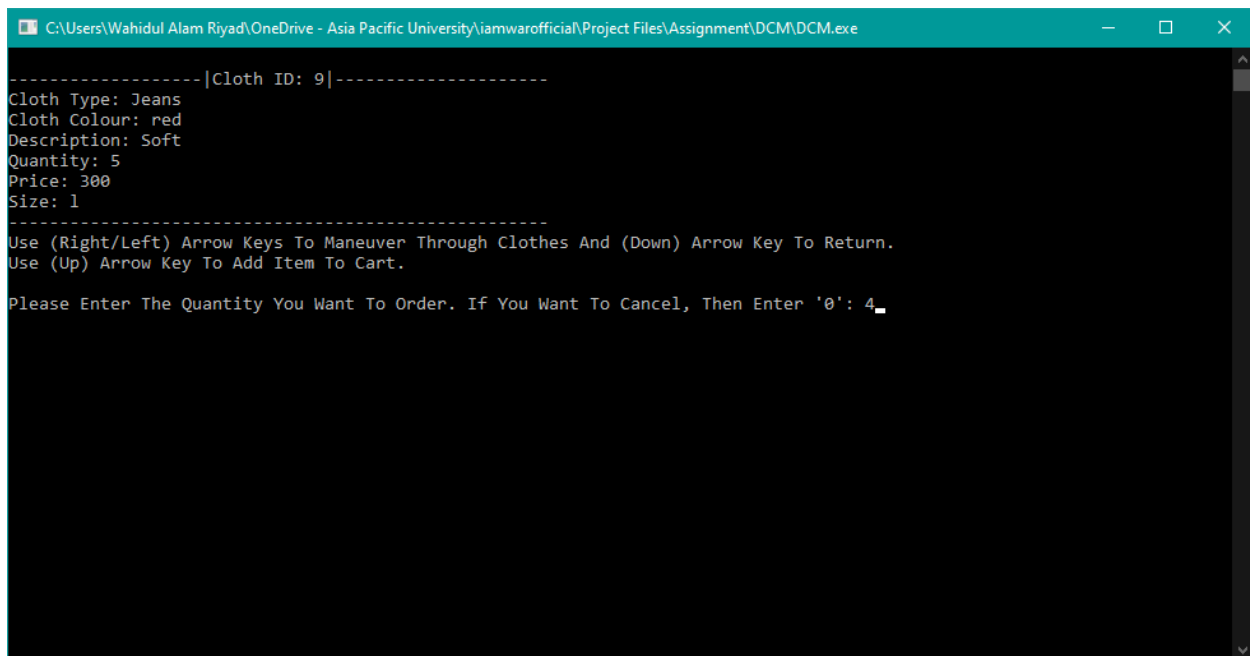 C:\Users\Wahidul Alam Riyad\OneDrive - Asia Pacific University\iamwarofficial\Project Files\Assignment\DCM\DCM.exe
-------------------|Cloth ID: 9|---------------------
Cloth Type: Jeans
Cloth Colour: red
Description: Soft
Quantity: 5
Price: 300
Size: l
-----------------------------------------------------
Use (Right/Left) Arrow Keys To Maneuver Through Clothes And (Down) Arrow Key To Return.
Use (Up) Arrow Key To Add Item To Cart.
Please Enter The Quantity You Want To Order. If You Want To Cancel, Then Enter '0': 4